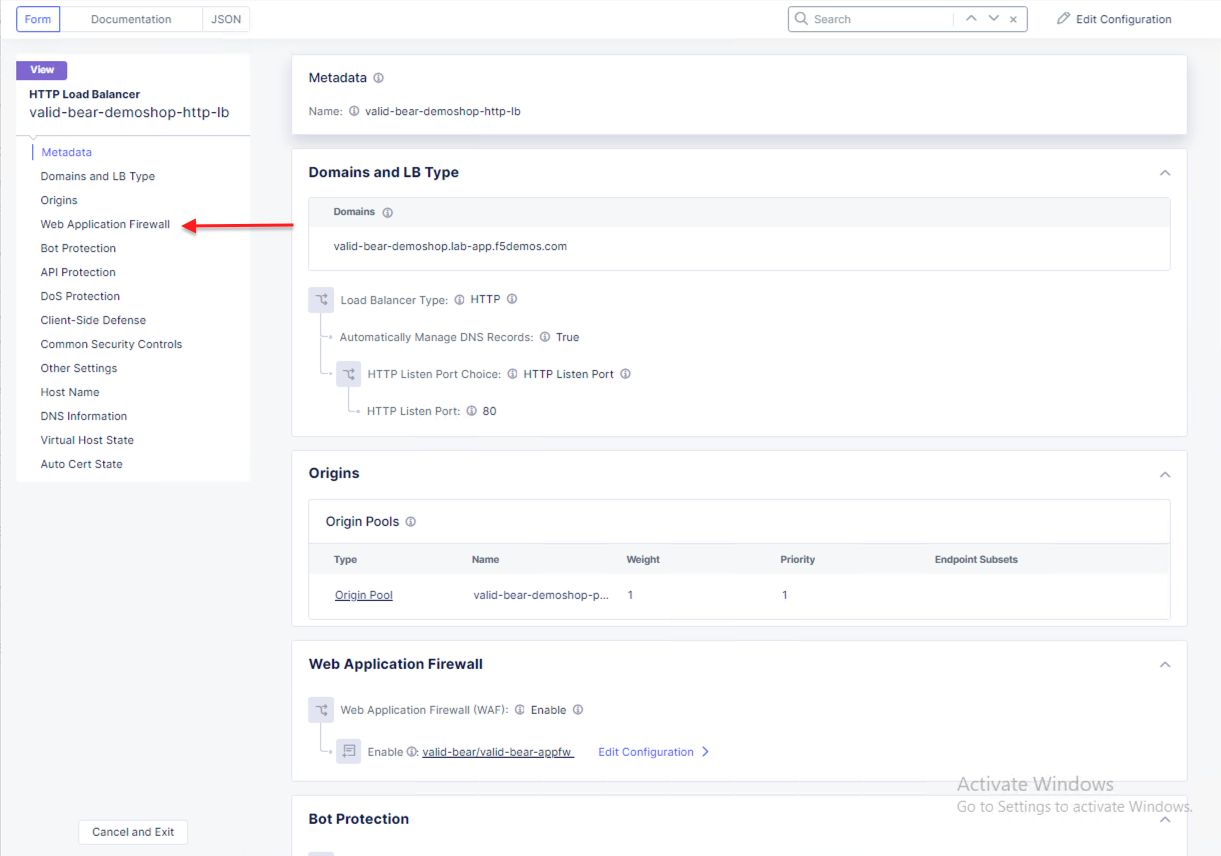 Form Documentation JSON Search Edit Configuration
View
HTTP Load Balancer
valid-bear-demoshop-http-lb
Metadata
Domains and LB Type
Origins
Web Application Firewall
Bot Protection
API Protection
DoS Protection
Client-Side Defense
Common Security Controls
Other Settings
Host Name
DNS Information
Virtual Host State
Auto Cert State
Cancel and Exit
Metadata
Name: valid-bear-demoshop-http-lb
Domains and LB Type
Domains
valid-bear-demoshop.lab-app.f5demos.com
Load Balancer Type: HTTP
Automatically Manage DNS Records: True
HTTP Listen Port Choice: HTTP Listen Port
HTTP Listen Port: 80
Origins
Origin Pools
Type Name Weight Priority Endpoint Subsets
Origin Pool valid-bear-demoshop-p... 1 1
Web Application Firewall
Web Application Firewall (WAF): Enable
Enable : valid-bear/valid-bear-appfw Edit Configuration
Activate Windows
Go to Settings to activate Windows.
Bot Protection